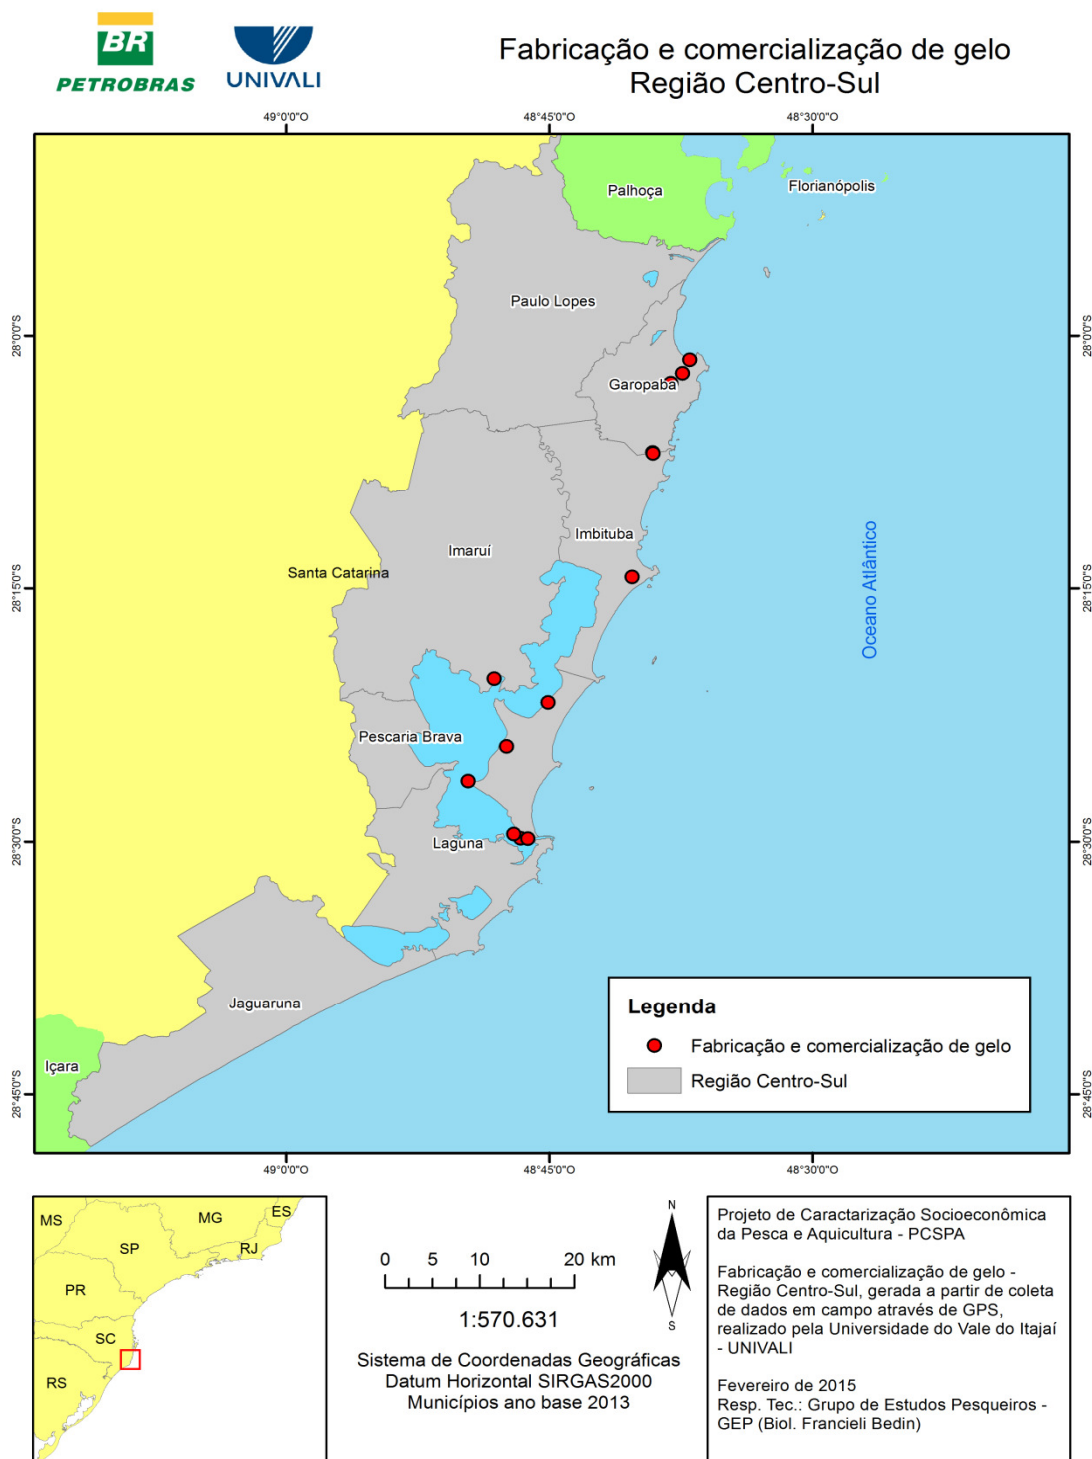 BR
PETROBRAS
UNIVALI
Fabricação e comercialização de gelo
Região Centro-Sul
49°0'0"O
48°45'0"O
48°30'0"O
Palhoça
Florianópolis
Paulo Lopes
28°0'0"S
28°0'0"S
Garopaba
Imbituba
Imaruí
Santa Catarina
Oceano Atlântico
28°15'0"S
28°15'0"S
Pescaria Brava
Laguna
28°30'0"S
28°30'0"S
Jaguaruna
Içara
28°45'0"S
28°45'0"S
Legenda
Fabricação e comercialização de gelo
Região Centro-Sul
49°0'0"O
48°45'0"O
48°30'0"O
MS
MG
ES
SP
RJ
PR
SC
RS
0 5 10 20 km
1:570.631
Sistema de Coordenadas Geográficas
Datum Horizontal SIRGAS2000
Municípios ano base 2013
N
S
Projeto de Caractarização Socioeconômica
da Pesca e Aquicultura - PCSPA
Fabricação e comercialização de gelo -
Região Centro-Sul, gerada a partir de coleta
de dados em campo através de GPS,
realizado pela Universidade do Vale do Itajaí
- UNIVALI
Fevereiro de 2015
Resp. Tec.: Grupo de Estudos Pesqueiros -
GEP (Biol. Francieli Bedin)